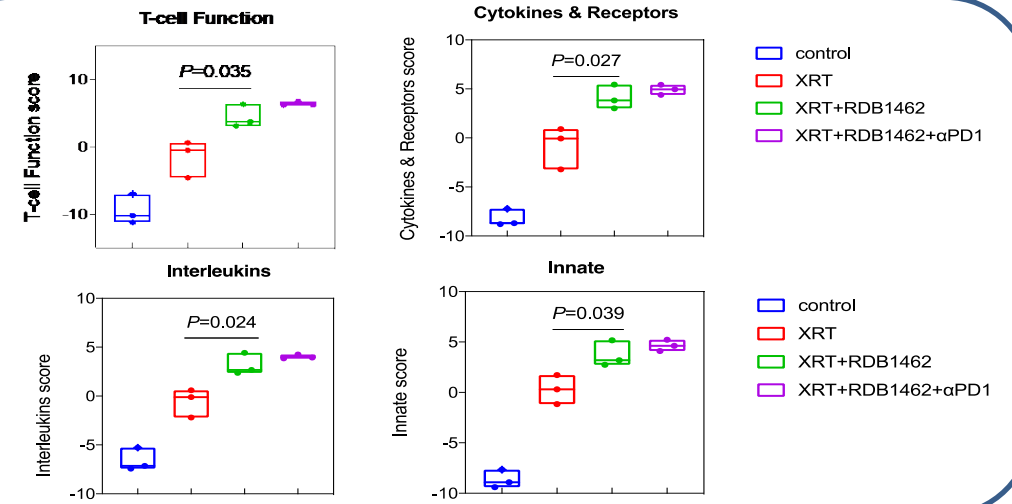 T-cell Function
T-cell Function score
10
0
-10
P=0.035
Cytokines & Receptors
Cytokines & Receptors score
10
5
0
-5
-10
P=0.027
control
XRT
XRT+RDB1462
XRT+RDB1462+αPD1
Interleukins
Interleukins score
10
5
0
-5
-10
P=0.024
Innate
Innate score
10
5
0
-5
-10
P=0.039
control
XRT
XRT+RDB1462
XRT+RDB1462+αPD1